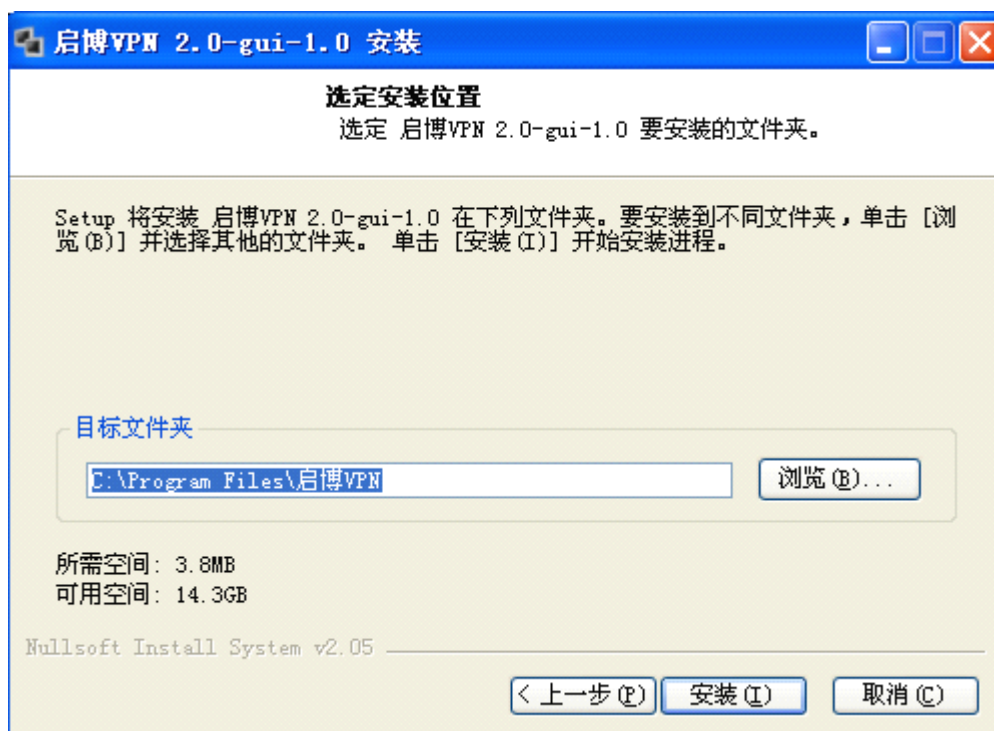 启博VPN 2.0-gui-1.0 安装
选定安装位置
选定 启博VPN 2.0-gui-1.0 要安装的文件夹。
Setup 将安装 启博VPN 2.0-gui-1.0 在下列文件夹。要安装到不同文件夹，单击 [浏
览(B)] 并选择其他的文件夹。 单击 [安装(I)] 开始安装进程。
目标文件夹
C:\Program Files\启博VPN
浏览(B)...
所需空间: 3.8MB
可用空间: 14.3GB
Nullsoft Install System v2.05
< 上一步(P)
安装(I)
取消(C)